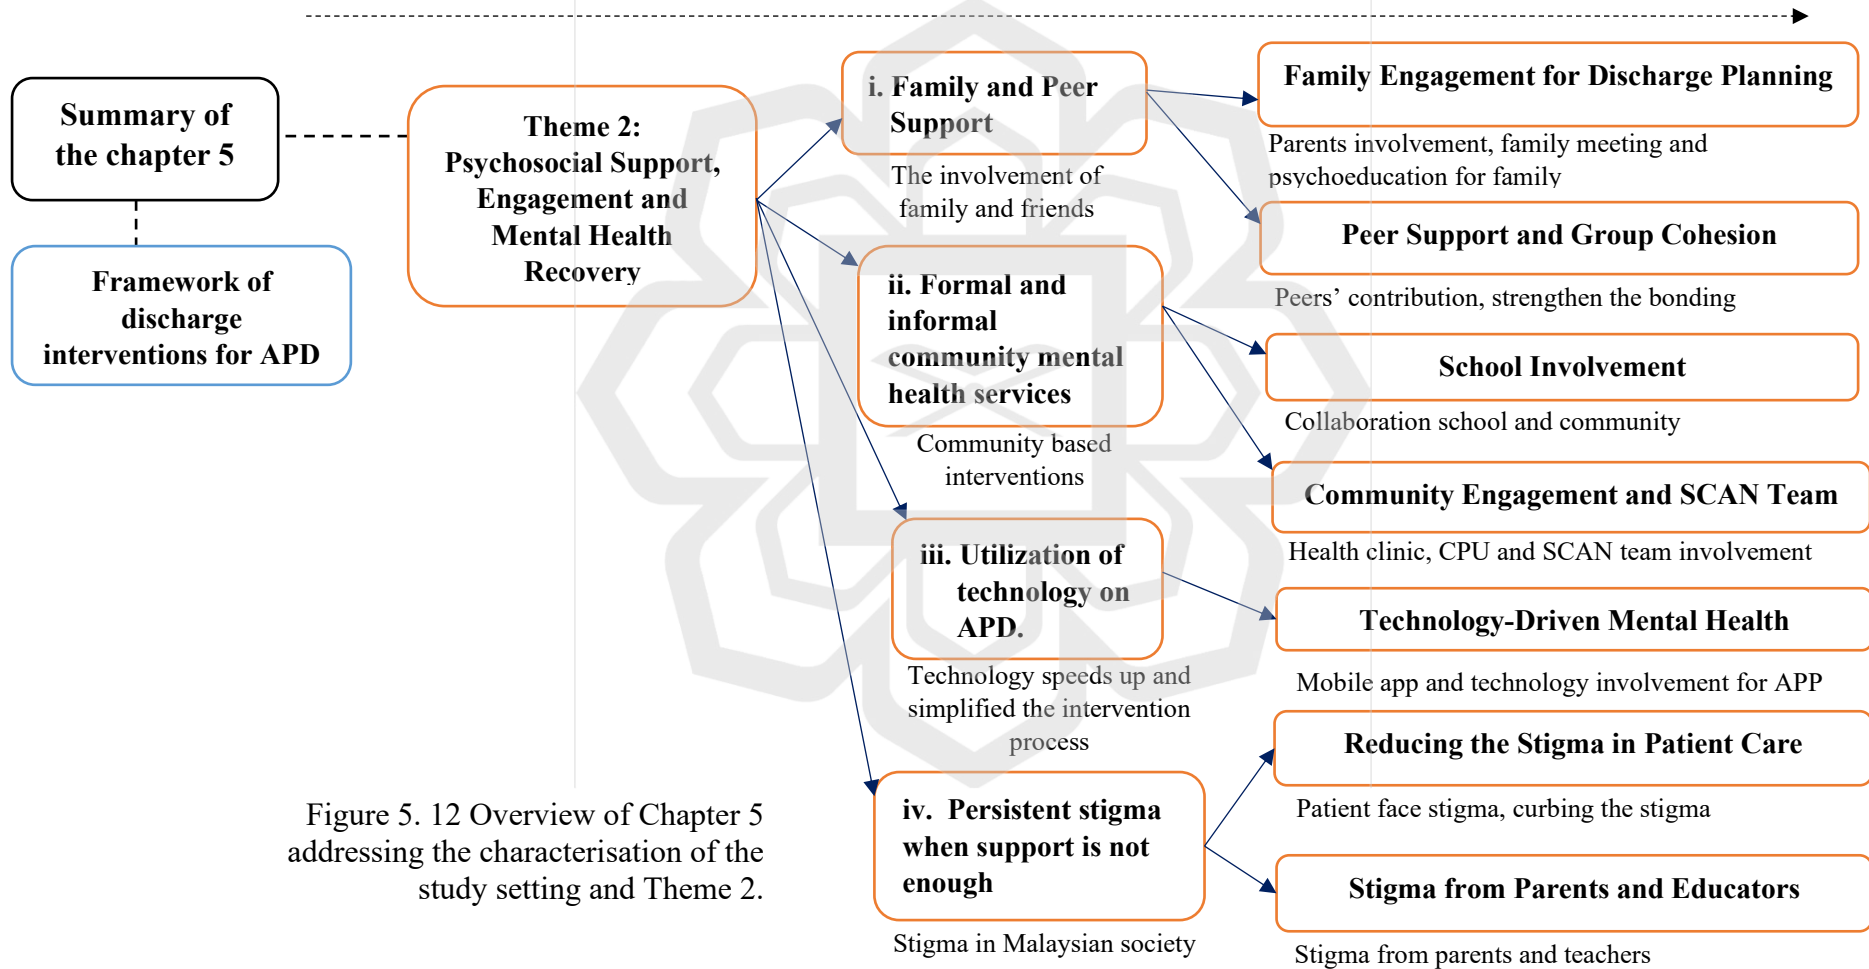 Summary of
the chapter 5
Framework of
discharge
interventions for APD
Theme 2:
Psychosocial Support,
Engagement and
Mental Health
Recovery
i. Family and Peer
Support
The involvement of
family and friends
ii. Formal and
informal
community mental
health services
Community based
interventions
iii. Utilization of
technology on
APD.
Technology speeds up and
simplified the intervention
process
iv. Persistent stigma
when support is not
enough
Stigma in Malaysian society
Family Engagement for Discharge Planning
Parents involvement, family meeting and
psychoeducation for family
Peer Support and Group Cohesion
Peers’ contribution, strengthen the bonding
School Involvement
Collaboration school and community
Community Engagement and SCAN Team
Health clinic, CPU and SCAN team involvement
Technology-Driven Mental Health
Mobile app and technology involvement for APP
Reducing the Stigma in Patient Care
Patient face stigma, curbing the stigma
Stigma from Parents and Educators
Stigma from parents and teachers
Figure 5. 12 Overview of Chapter 5
addressing the characterisation of the
study setting and Theme 2.